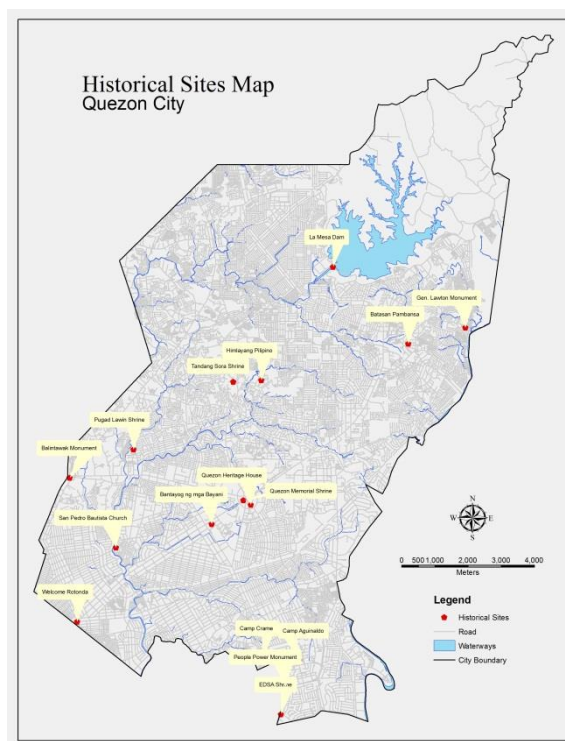 Historical Sites Map
Quezon City
La Mesa Dam
Gen. Lawton Monument
Batasan Pambansa
Himlayang Pilipino
Tandang Sora Shrine
Pugad Lawin Shrine
Balintawak Monument
Quezon Heritage House
Quezon Memorial Shrine
Bantayog ng mga Bayani
San Pedro Bautista Church
Welcome Rotonda
Camp Crame
Camp Aguinaldo
People Power Monument
EDSA Shrine
N
W E
S
0 500 1,000 2,000 3,000 4,000
Meters
Legend
Historical Sites
Road
Waterways
City Boundary